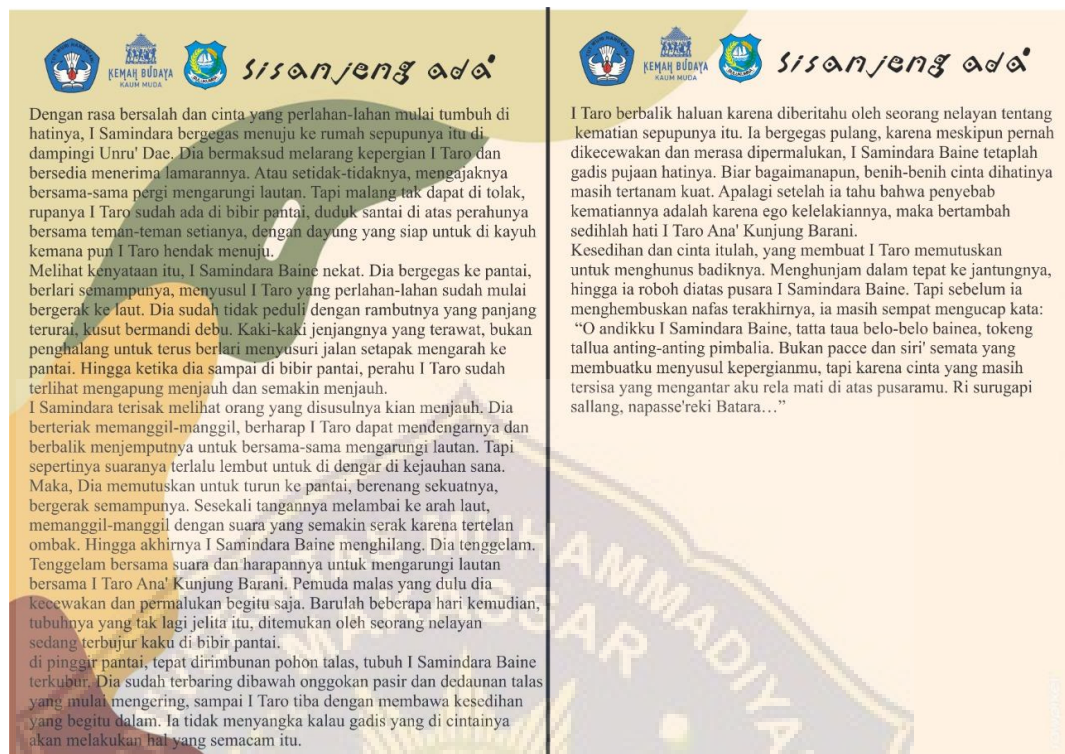 KEMAH BUDAYA
KAUM MUDA
sisanjeng ada'
Dengan rasa bersalah dan cinta yang perlahan-lahan mulai tumbuh di
hatinya, I Samindara bergegas menuju ke rumah sepupunya itu di
dampingi Unru' Dae. Dia bermaksud melarang kepergian I Taro dan
bersedia menerima lamarannya. Atau setidak-tidaknya, mengajaknya
bersama-sama pergi mengarungi lautan. Tapi malang tak dapat di tolak,
rupanya I Taro sudah ada di bibir pantai, duduk santai di atas perahunya
bersama teman-teman setianya, dengan dayung yang siap untuk di kayuh
kemana pun I Taro hendak menuju.
Melihat kenyataan itu, I Samindara Baine nekat. Dia bergegas ke pantai,
berlari semampunya, menyusul I Taro yang perlahan-lahan sudah mulai
bergerak ke laut. Dia sudah tidak peduli dengan rambutnya yang panjang
terurai, kusut bermandi debu. Kaki-kaki jenjangnya yang terawat, bukan
penghalang untuk terus berlari menyusuri jalan setapak mengarah ke
pantai. Hingga ketika dia sampai di bibir pantai, perahu I Taro sudah
terlihat mengapung menjauh dan semakin menjauh.
I Samindara terisak melihat orang yang disusulnya kian menjauh. Dia
berteriak memanggil-manggil, berharap I Taro dapat mendengarnya dan
berbalik menjemputnya untuk bersama-sama mengarungi lautan. Tapi
sepertinya suaranya terlalu lembut untuk di dengar di kejauhan sana.
Maka, Dia memutuskan untuk turun ke pantai, berenang sekuatnya,
bergerak semampunya. Sesekali tangannya melambai ke arah laut,
memanggil-manggil dengan suara yang semakin serak karena tertelan
ombak. Hingga akhirnya I Samindara Baine menghilang. Dia tenggelam.
Tenggelam bersama suara dan harapannya untuk mengarungi lautan
bersama I Taro Ana' Kunjung Barani. Pemuda malas yang dulu dia
kecewakan dan permalukan begitu saja. Barulah beberapa hari kemudian,
tubuhnya yang tak lagi jelita itu, ditemukan oleh seorang nelayan
sedang terbujur kaku di bibir pantai.
di pinggir pantai, tepat dirimbunan pohon talas, tubuh I Samindara Baine
terkubur. Dia sudah terbaring dibawah onggokan pasir dan dedaunan talas
yang mulai mengering, sampai I Taro tiba dengan membawa kesedihan
yang begitu dalam. Ia tidak menyangka kalau gadis yang di cintainya
akan melakukan hal yang semacam itu.
KEMAH BUDAYA
KAUM MUDA
sisanjeng ada'
I Taro berbalik haluan karena diberitahu oleh seorang nelayan tentang
kematian sepupunya itu. Ia bergegas pulang, karena meskipun pernah
dikecewakan dan merasa dipermalukan, I Samindara Baine tetaplah
gadis pujaan hatinya. Biar bagaimanapun, benih-benih cinta dihatinya
masih tertanam kuat. Apalagi setelah ia tahu bahwa penyebab
kematiannya adalah karena ego kelelakiannya, maka bertambah
sedihlah hati I Taro Ana' Kunjung Barani.
Kesedihan dan cinta itulah, yang membuat I Taro memutuskan
untuk menghunus badiknya. Menghunjam dalam tepat ke jantungnya,
hingga ia roboh diatas pusara I Samindara Baine. Tapi sebelum ia
menghembuskan nafas terakhirnya, ia masih sempat mengucap kata:
“O andikku I Samindara Baine, tatta taua belo-belo bainea, tokeng
tallua anting-anting pimbalia. Bukan pacce dan siri' semata yang
membuatku menyusul kepergianmu, tapi karena cinta yang masih
tersisa yang mengantar aku rela mati di atas pusaramu. Ri surugapi
sallang, napasse'reki Batara…”
MUHAMMADIYA
MAKASSAR